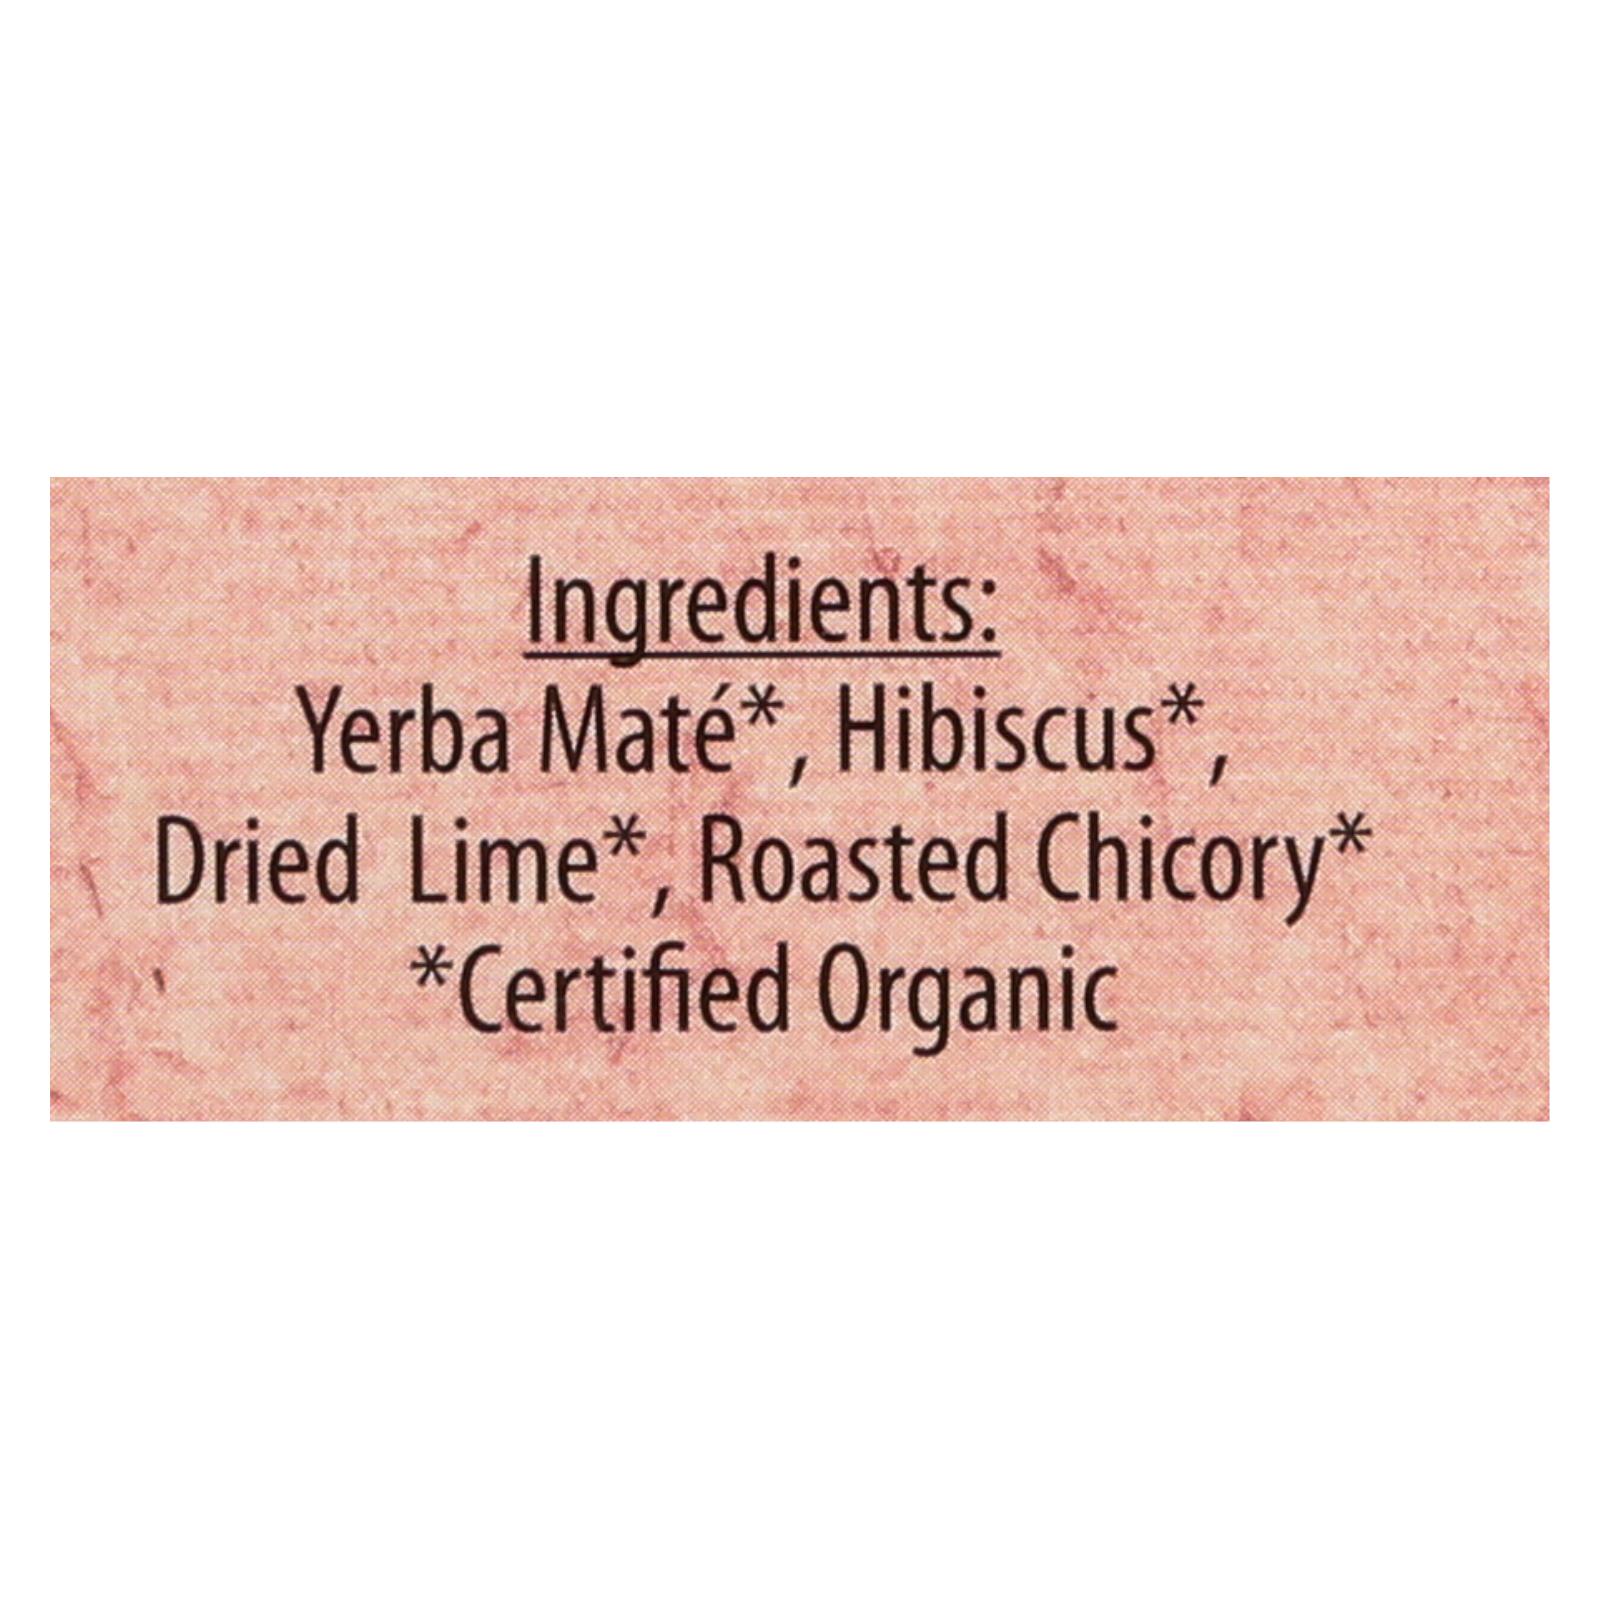 Ingredients:
Yerba Maté*, Hibiscus*,
Dried  Lime*, Roasted Chicory*
*Certified Organic